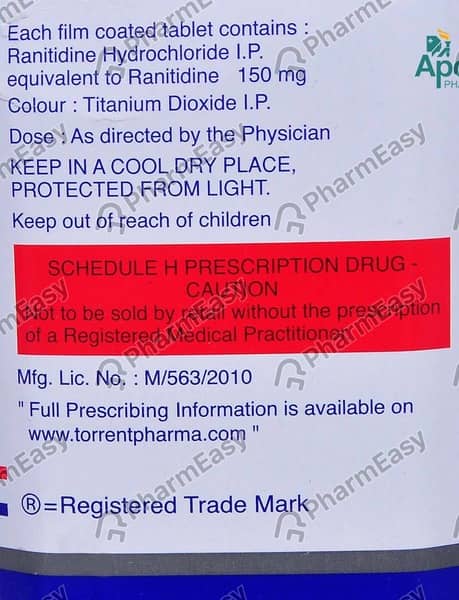 Each film coated tablet contains :
Ranitidine Hydrochloride I.P.
equivalent to Ranitidine 150 mg
Colour : Titanium Dioxide I.P.
Dose : As directed by the Physician
KEEP IN A COOL DRY PLACE,
PROTECTED FROM LIGHT.
Keep out of reach of children
SCHEDULE H PRESCRIPTION DRUG -
CAUTION
Not to be sold by retail without the prescription
of a Registered Medical Practitioner
Mfg. Lic. No. : M/563/2010
" Full Prescribing Information is available on
www.torrentpharma.com "
®=Registered Trade Mark
PharmEasy